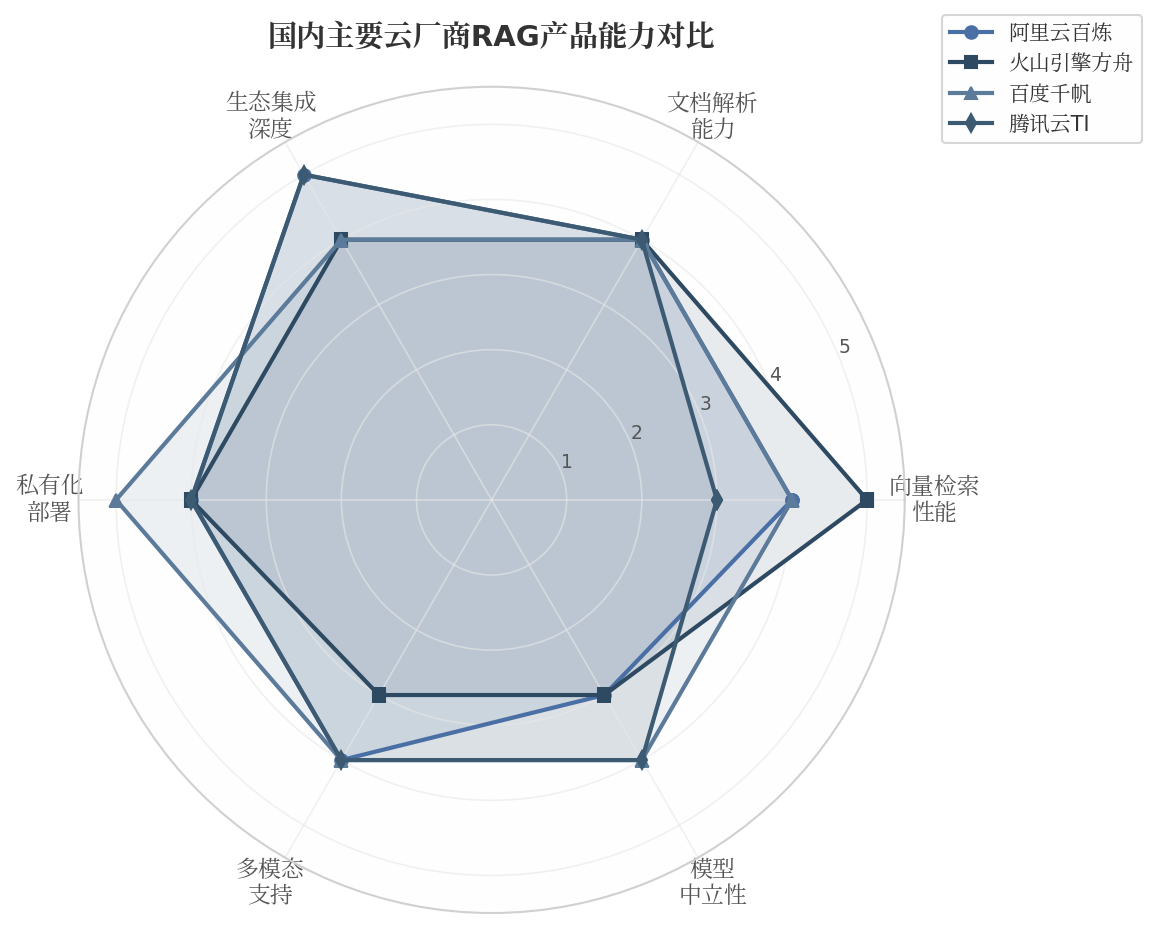 国内主要云厂商RAG产品能力对比
阿里云百炼
火山引擎方舟
百度千帆
腾讯云TI
生态集成
深度
文档解析
能力
5
4
3
2
1
私有化
部署
向量检索
性能
多模态
支持
模型
中立性